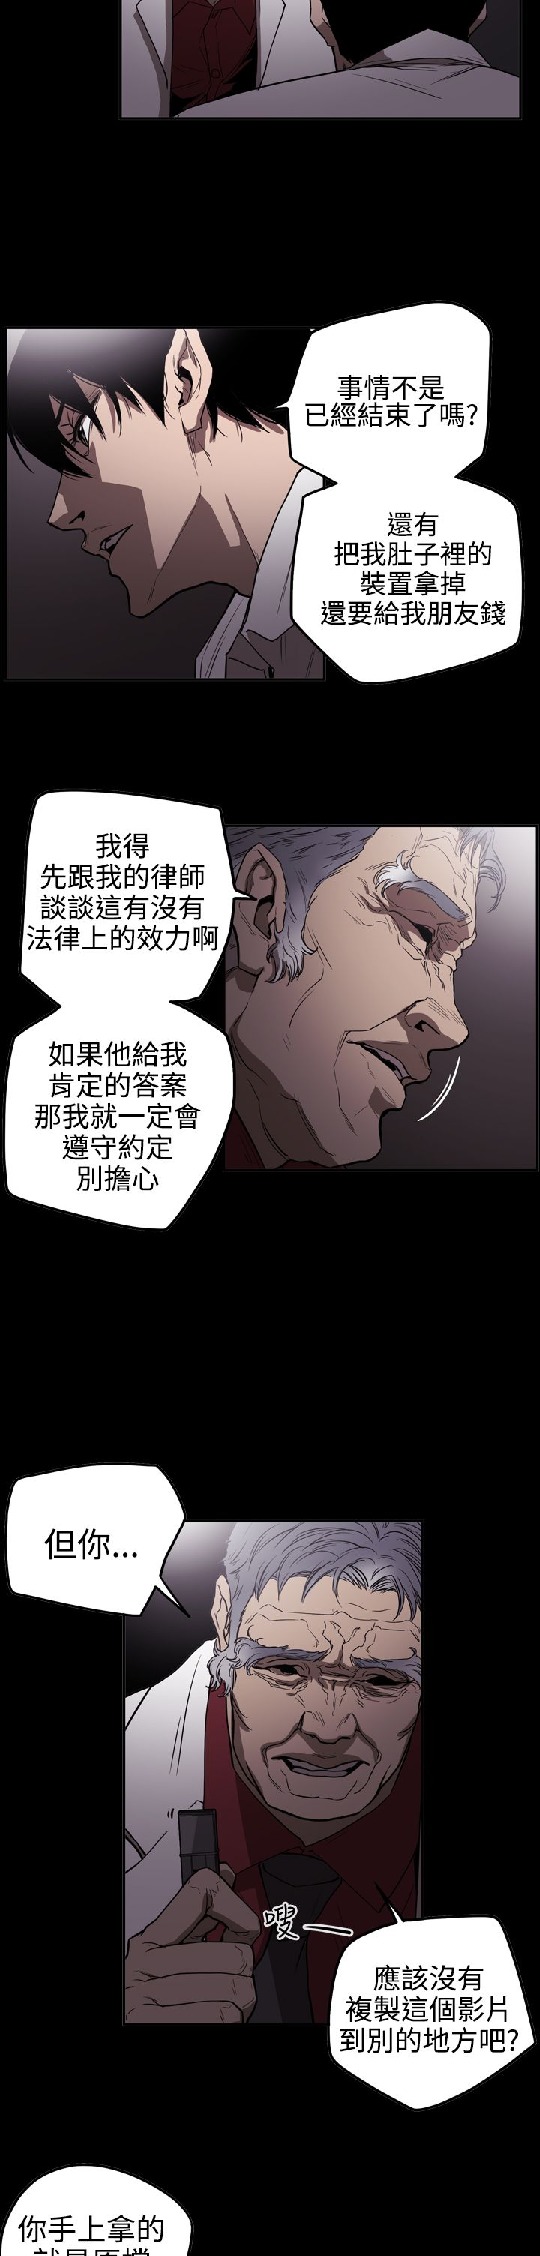 事情不是
已經結束了嗎?
還有
把我肚子裡的
裝置拿掉
還要給我朋友錢
我得
先跟我的律師
談談這有沒有
法律上的效力啊
如果他給我
肯定的答案
那我就一定會
遵守約定
別擔心
但你...
嗖
應該沒有
複製這個影片
到別的地方吧?
你手上拿的